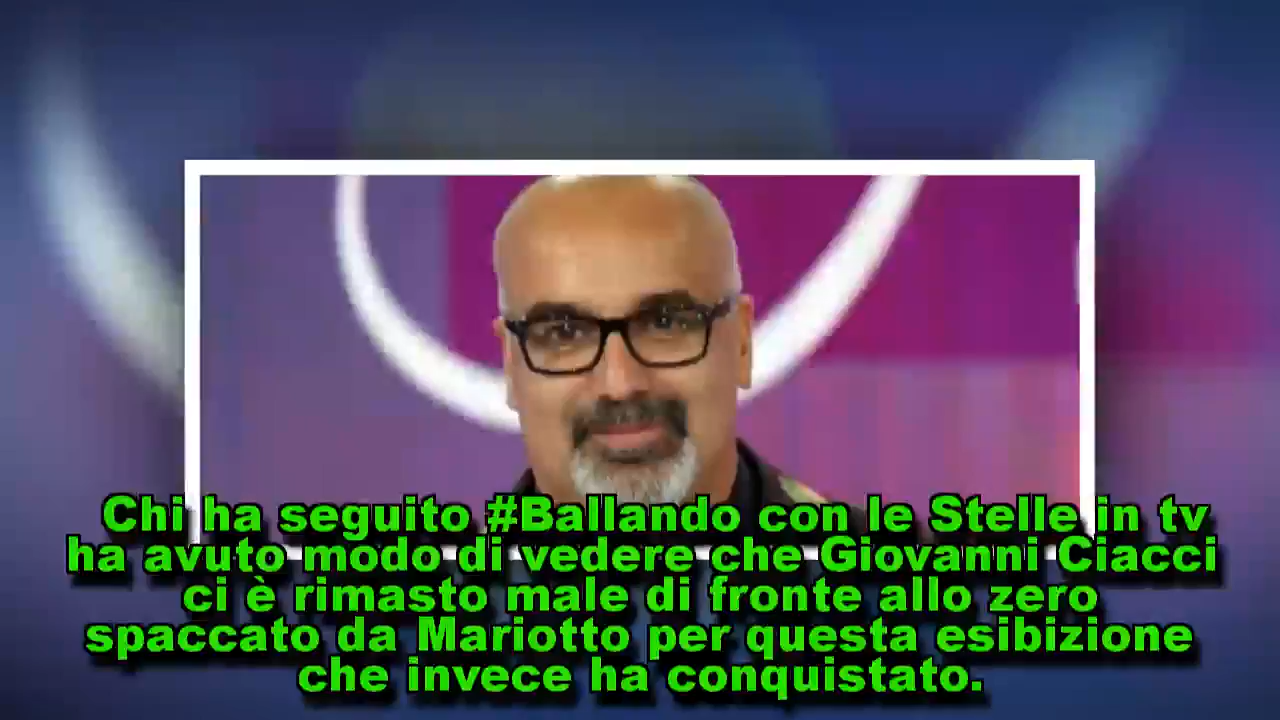 Chi ha seguito #Ballando con le Stelle in tv
ha avuto modo di vedere che Giovanni Ciacci
ci è rimasto male di fronte allo zero
spaccato da Mariotto per questa esibizione
che invece ha conquistato.